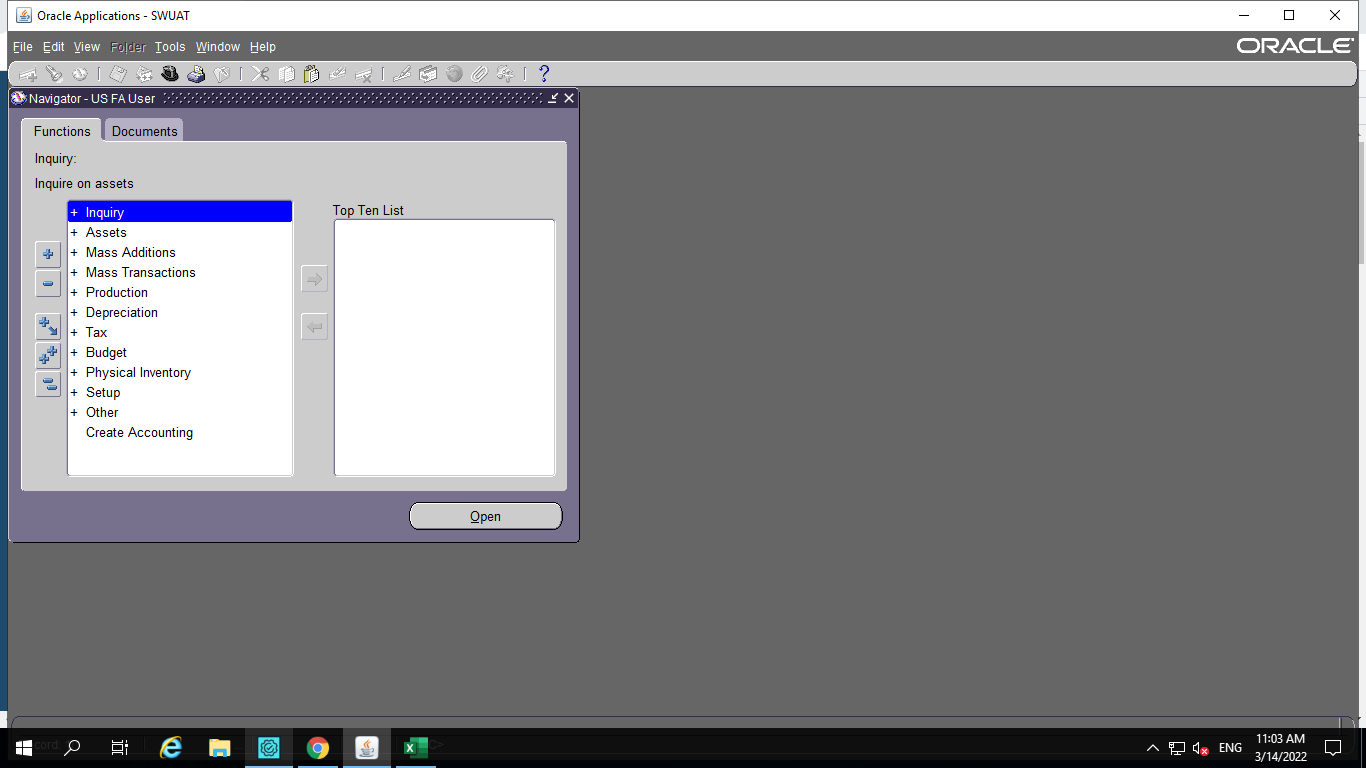 Oracle Applications - SWUAT
File Edit View Folder Tools Window Help
ORACLE
Navigator - US FA User
Functions Documents
Inquiry:
Inquire on assets
Top Ten List
+ Inquiry
+ Assets
+ Mass Additions
+ Mass Transactions
+ Production
+ Depreciation
+ Tax
+ Budget
+ Physical Inventory
+ Setup
+ Other
Create Accounting
Open
ENG
11:03 AM
3/14/2022